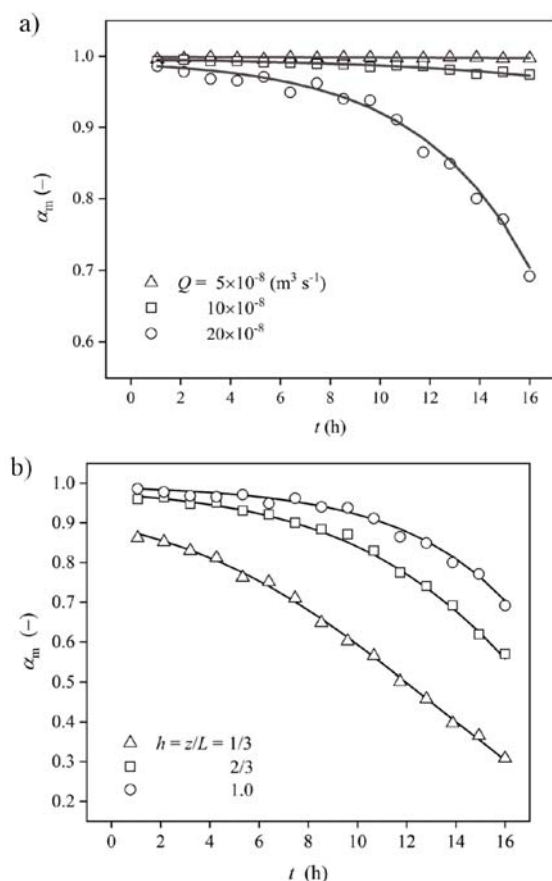 a)
1.0
0.9
0.8
0.7
0.6
αm (–)
Q = 5×10⁻⁸ (m³ s⁻¹)
10×10⁻⁸
20×10⁻⁸
0 2 4 6 8 10 12 14 16
t (h)
b)
1.0
0.9
0.8
0.7
0.6
0.5
0.4
0.3
0.2
αm (–)
h = z/L = 1/3
2/3
1.0
0 2 4 6 8 10 12 14 16
t (h)